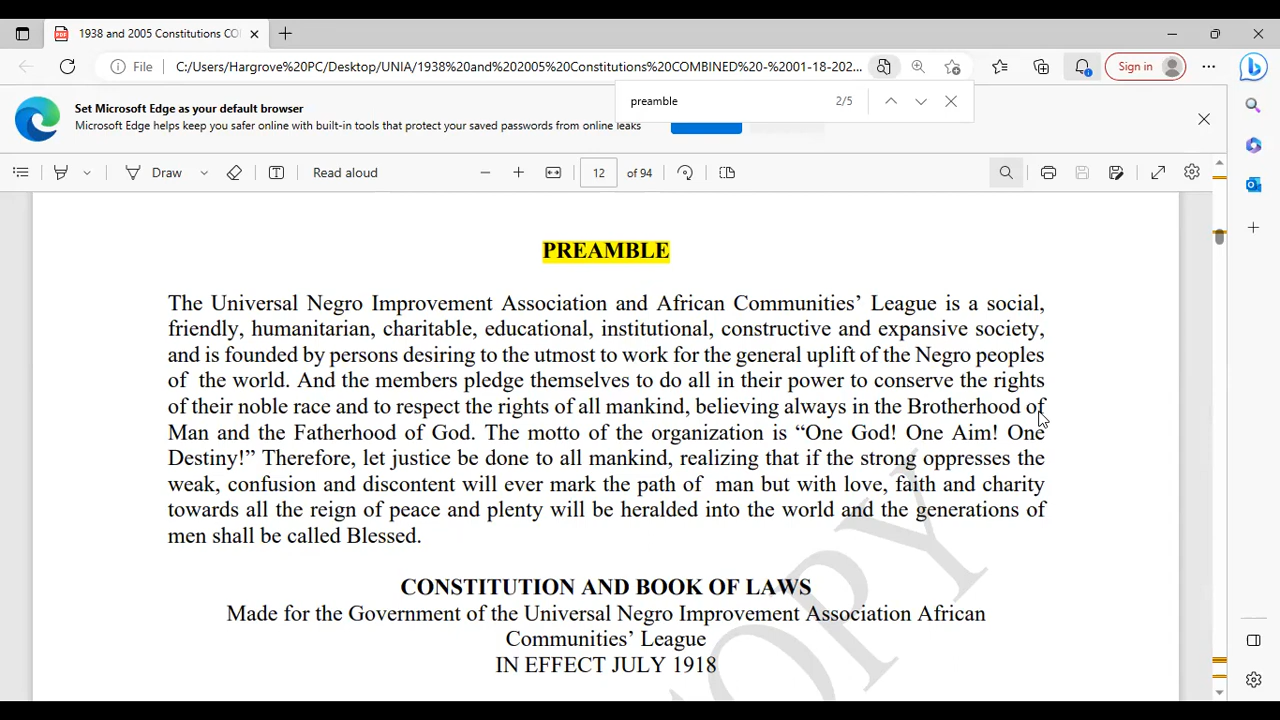 1938 and 2005 Constitutions CO
Sign in
File
C:/Users/Hargrove%20PC/Desktop/UNIA/1938%20and%202005%20Constitutions%20COMBINED%20-%2001-18-202...
preamble
2/5
Set Microsoft Edge as your default browser
Microsoft Edge helps keep you safer online with built-in tools that protect your saved passwords from online leaks
Draw
Read aloud
12
of 94
PREAMBLE
The Universal Negro Improvement Association and African Communities’ League is a social,
friendly, humanitarian, charitable, educational, institutional, constructive and expansive society,
and is founded by persons desiring to the utmost to work for the general uplift of the Negro peoples
of the world. And the members pledge themselves to do all in their power to conserve the rights
of their noble race and to respect the rights of all mankind, believing always in the Brotherhood of
Man and the Fatherhood of God. The motto of the organization is “One God! One Aim! One
Destiny!” Therefore, let justice be done to all mankind, realizing that if the strong oppresses the
weak, confusion and discontent will ever mark the path of man but with love, faith and charity
towards all the reign of peace and plenty will be heralded into the world and the generations of
men shall be called Blessed.
CONSTITUTION AND BOOK OF LAWS
Made for the Government of the Universal Negro Improvement Association African
Communities’ League
IN EFFECT JULY 1918
OPY